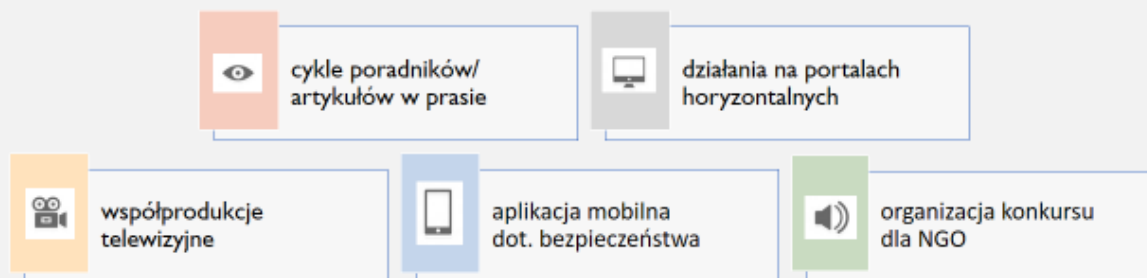 cykle poradników/
artykułów w prasie
działania na portalach
horyzontalnych
współprodukcje
telewizyjne
aplikacja mobilna
dot. bezpieczeństwa
organizacja konkursu
dla NGO